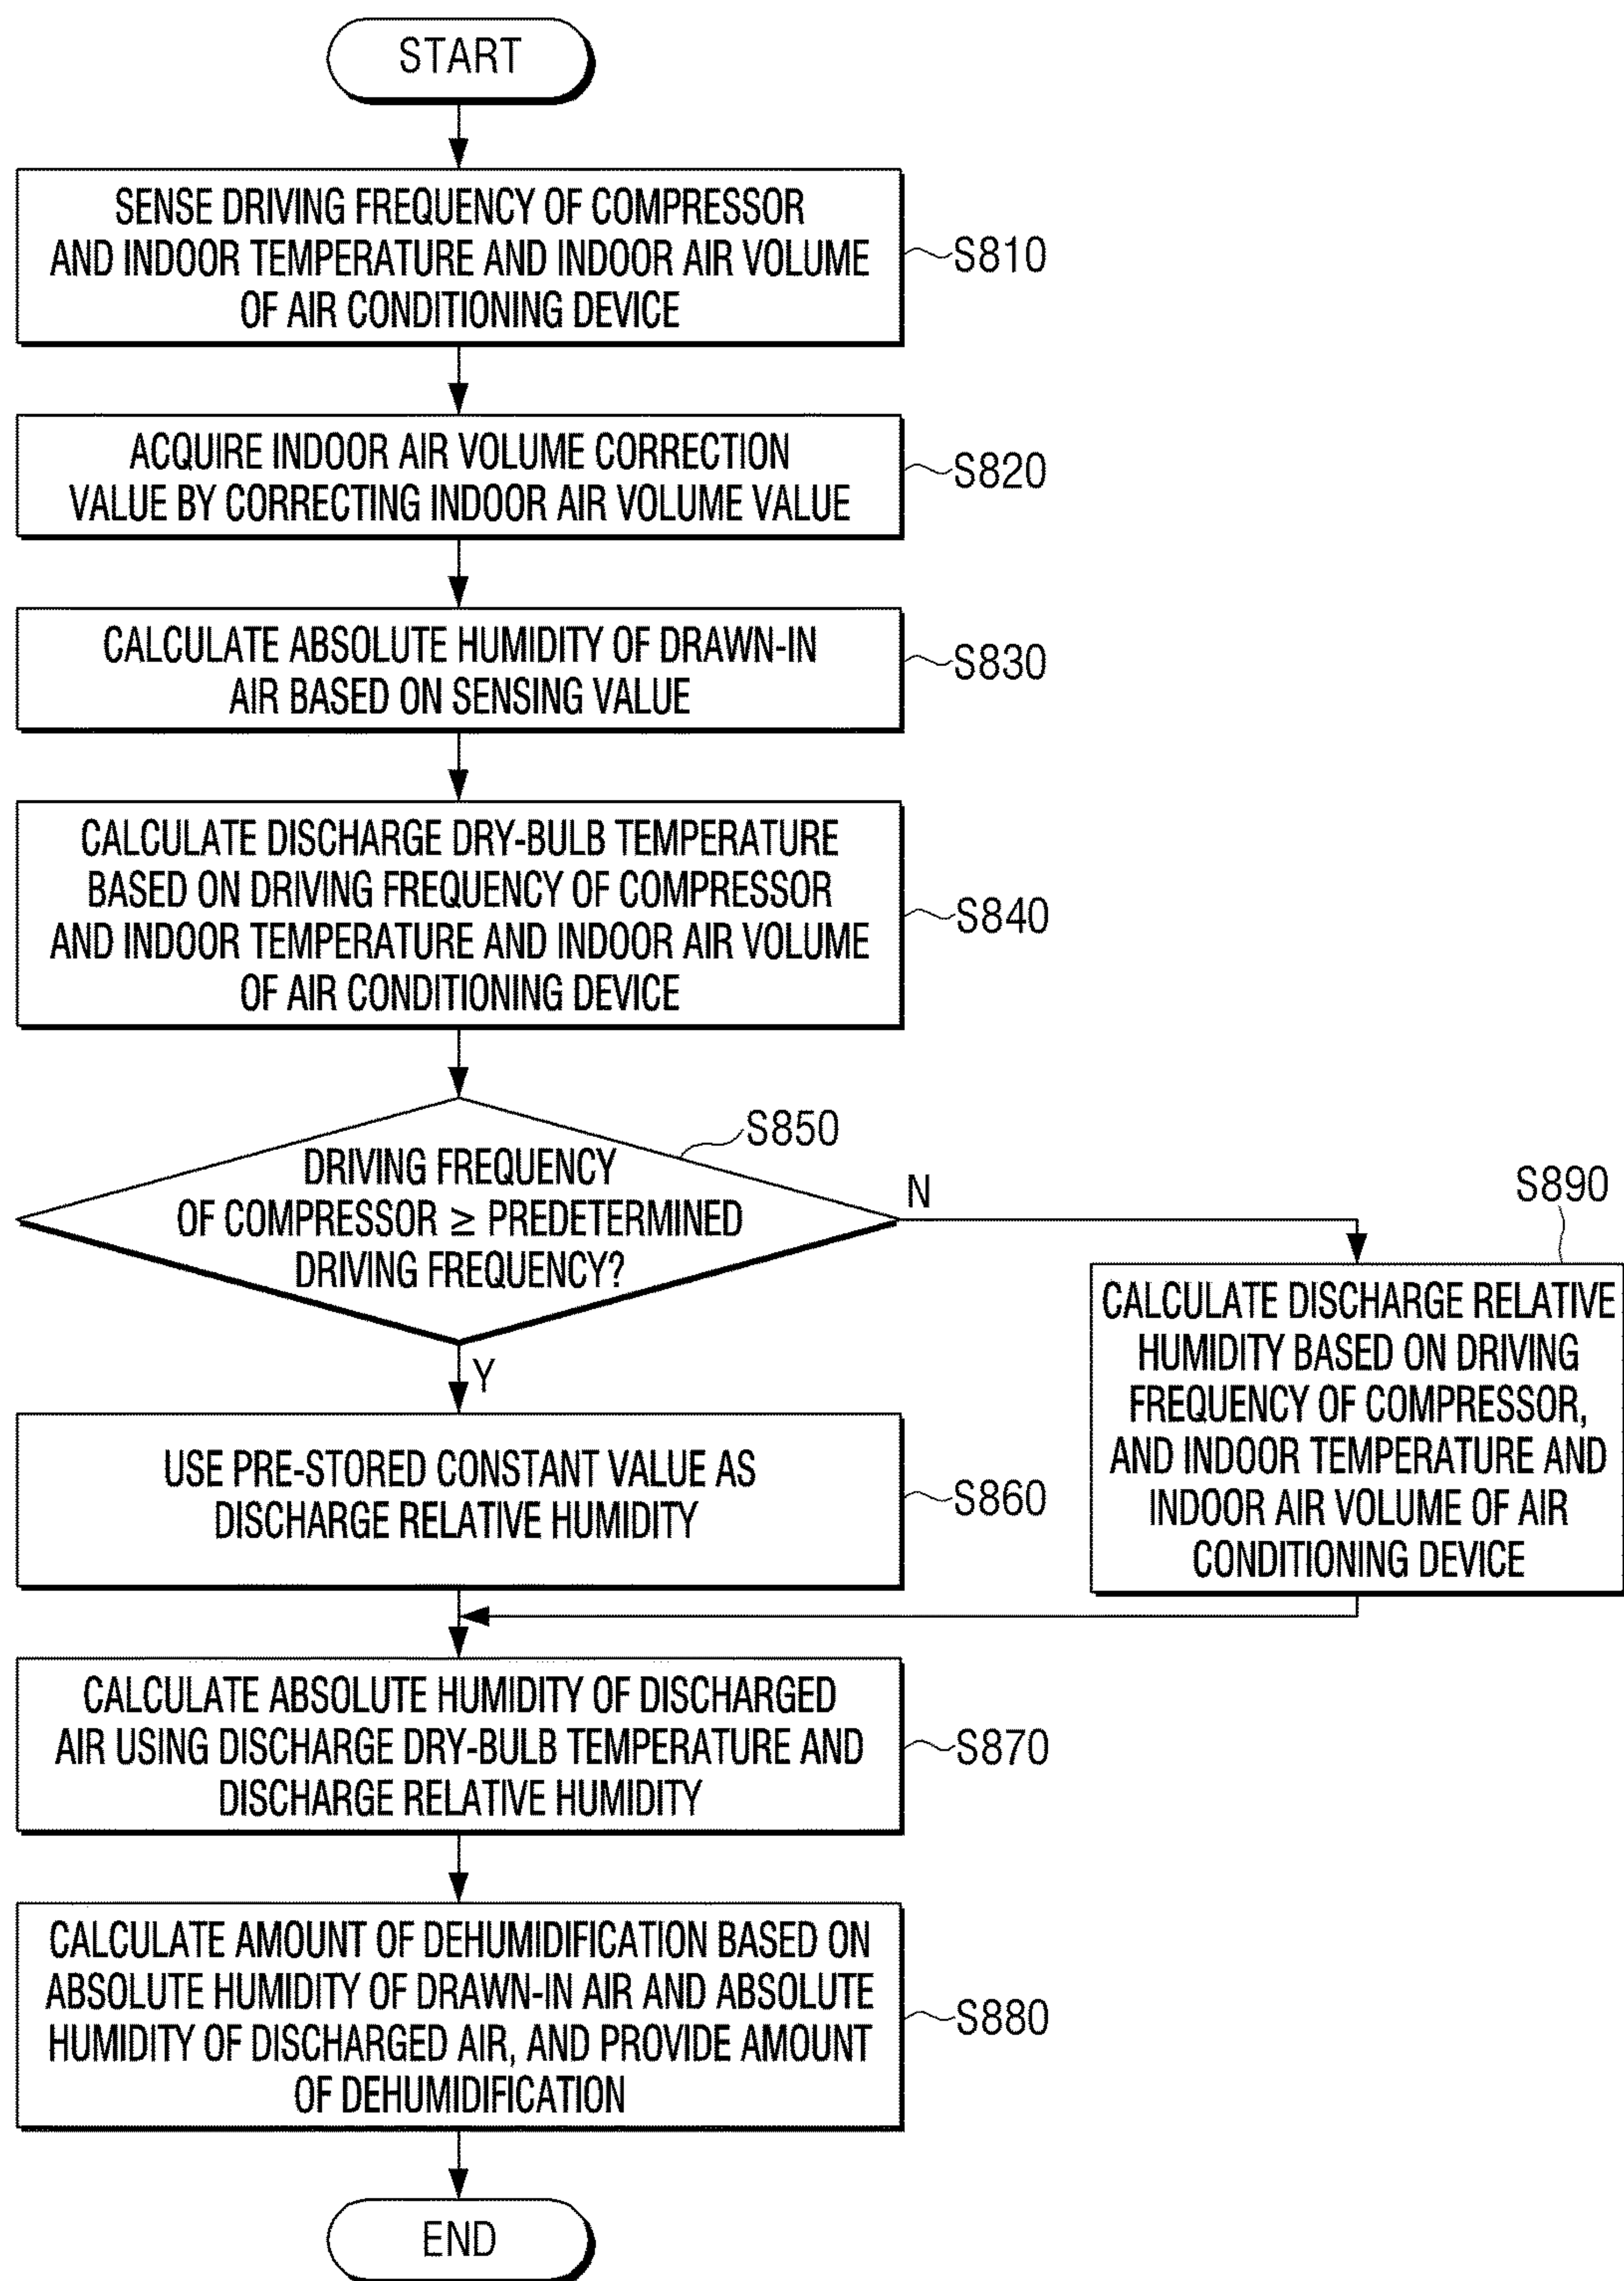 START
SENSE DRIVING FREQUENCY OF COMPRESSOR
AND INDOOR TEMPERATURE AND INDOOR AIR VOLUME
OF AIR CONDITIONING DEVICE
S810
ACQUIRE INDOOR AIR VOLUME CORRECTION
VALUE BY CORRECTING INDOOR AIR VOLUME VALUE
S820
CALCULATE ABSOLUTE HUMIDITY OF DRAWN-IN
AIR BASED ON SENSING VALUE
S830
CALCULATE DISCHARGE DRY-BULB TEMPERATURE
BASED ON DRIVING FREQUENCY OF COMPRESSOR
AND INDOOR TEMPERATURE AND INDOOR AIR VOLUME
OF AIR CONDITIONING DEVICE
S840
DRIVING FREQUENCY
OF COMPRESSOR ≥ PREDETERMINED
DRIVING FREQUENCY?
S850
N
Y
S890
CALCULATE DISCHARGE RELATIVE
HUMIDITY BASED ON DRIVING
FREQUENCY OF COMPRESSOR,
AND INDOOR TEMPERATURE AND
INDOOR AIR VOLUME OF AIR
CONDITIONING DEVICE
USE PRE-STORED CONSTANT VALUE AS
DISCHARGE RELATIVE HUMIDITY
S860
CALCULATE ABSOLUTE HUMIDITY OF DISCHARGED
AIR USING DISCHARGE DRY-BULB TEMPERATURE AND
DISCHARGE RELATIVE HUMIDITY
S870
CALCULATE AMOUNT OF DEHUMIDIFICATION BASED ON
ABSOLUTE HUMIDITY OF DRAWN-IN AIR AND ABSOLUTE
HUMIDITY OF DISCHARGED AIR, AND PROVIDE AMOUNT
OF DEHUMIDIFICATION
S880
END